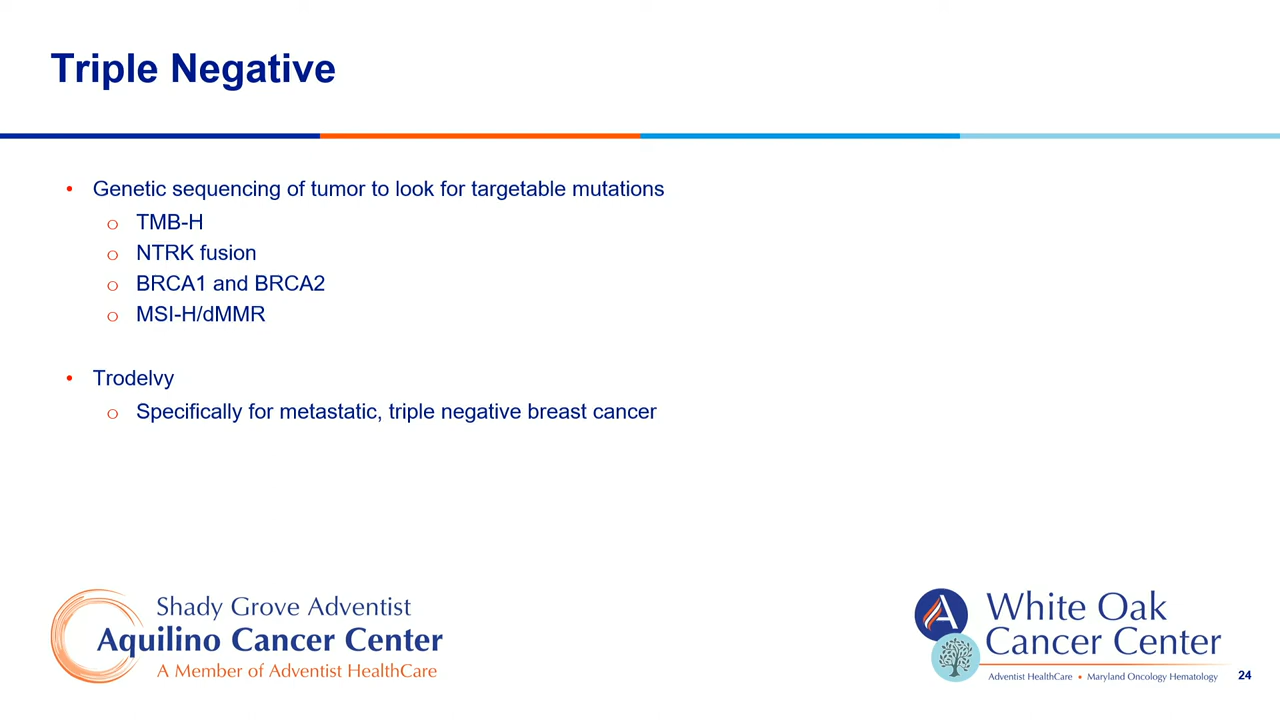 Triple Negative
• Genetic sequencing of tumor to look for targetable mutations
o TMB-H
o NTRK fusion
o BRCA1 and BRCA2
o MSI-H/dMMR
• Trodelvy
o Specifically for metastatic, triple negative breast cancer
Shady Grove Adventist
Aquilino Cancer Center
A Member of Adventist HealthCare
A
White Oak
Cancer Center
Adventist HealthCare • Maryland Oncology Hematology
24